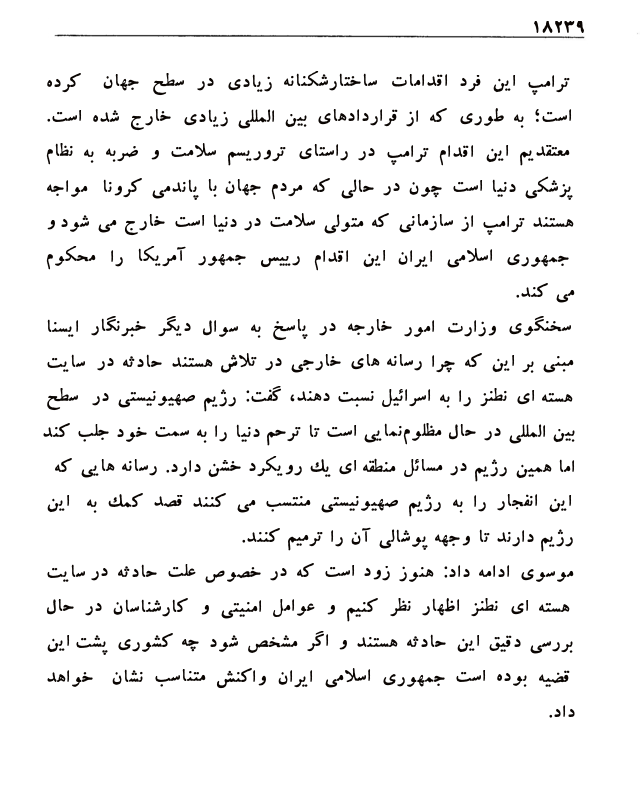 ۱۸۲۳۹
ترامپ این فرد اقدامات ساختارشکنانه زیادی در سطح جهان کرده
است؛ به طوری که از قراردادهای بین المللی زیادی خارج شده است.
معتقدیم این اقدام ترامپ در راستای تروریسم سلامت و ضربه به نظام
پزشکی دنیا است چون در حالی که مردم جهان با پاندمی کرونا مواجه
هستند ترامپ از سازمانی که متولی سلامت در دنیا است خارج می شود و
جمهوری اسلامی ایران این اقدام رییس جمهور آمریکا را محکوم
می کند.
سخنگوی وزارت امور خارجه در پاسخ به سوال دیگر خبرنگار ایسنا
مبنی بر این که چرا رسانه های خارجی در تلاش هستند حادثه در سایت
هسته ای نطنز را به اسرائیل نسبت دهند، گفت: رژیم صهیونیستی در سطح
بین المللی در حال مظلوم‌نمایی است تا ترحم دنیا را به سمت خود جلب کند
اما همین رژیم در مسائل منطقه ای یك رویکرد خشن دارد. رسانه هایی که
این انفجار را به رژیم صهیونیستی منتسب می کنند قصد کمك به این
رژیم دارند تا وجهه پوشالی آن را ترمیم کنند.
موسوی ادامه داد: هنوز زود است که در خصوص علت حادثه در سایت
هسته ای نطنز اظهار نظر کنیم و عوامل امنیتی و کارشناسان در حال
بررسی دقیق این حادثه هستند و اگر مشخص شود چه کشوری پشت این
قضیه بوده است جمهوری اسلامی ایران واکنش متناسب نشان خواهد
داد.